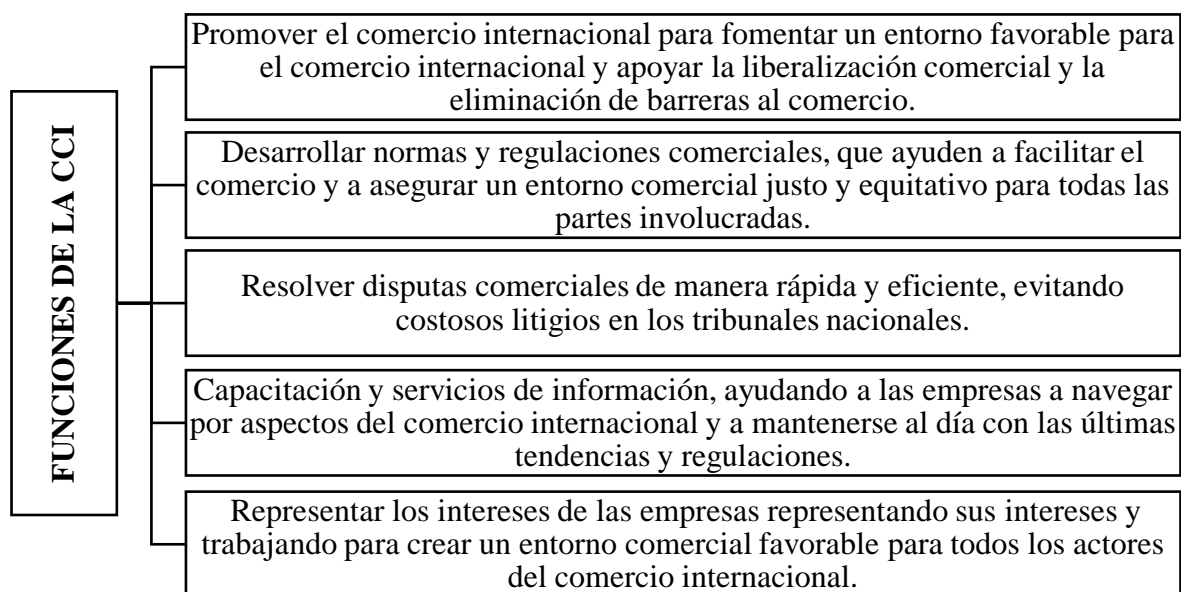 FUNCIONES DE LA CCI
Promover el comercio internacional para fomentar un entorno favorable para
el comercio internacional y apoyar la liberalización comercial y la
eliminación de barreras al comercio.
Desarrollar normas y regulaciones comerciales, que ayuden a facilitar el
comercio y a asegurar un entorno comercial justo y equitativo para todas las
partes involucradas.
Resolver disputas comerciales de manera rápida y eficiente, evitando
costosos litigios en los tribunales nacionales.
Capacitación y servicios de información, ayudando a las empresas a navegar
por aspectos del comercio internacional y a mantenerse al día con las últimas
tendencias y regulaciones.
Representar los intereses de las empresas representando sus intereses y
trabajando para crear un entorno comercial favorable para todos los actores
del comercio internacional.